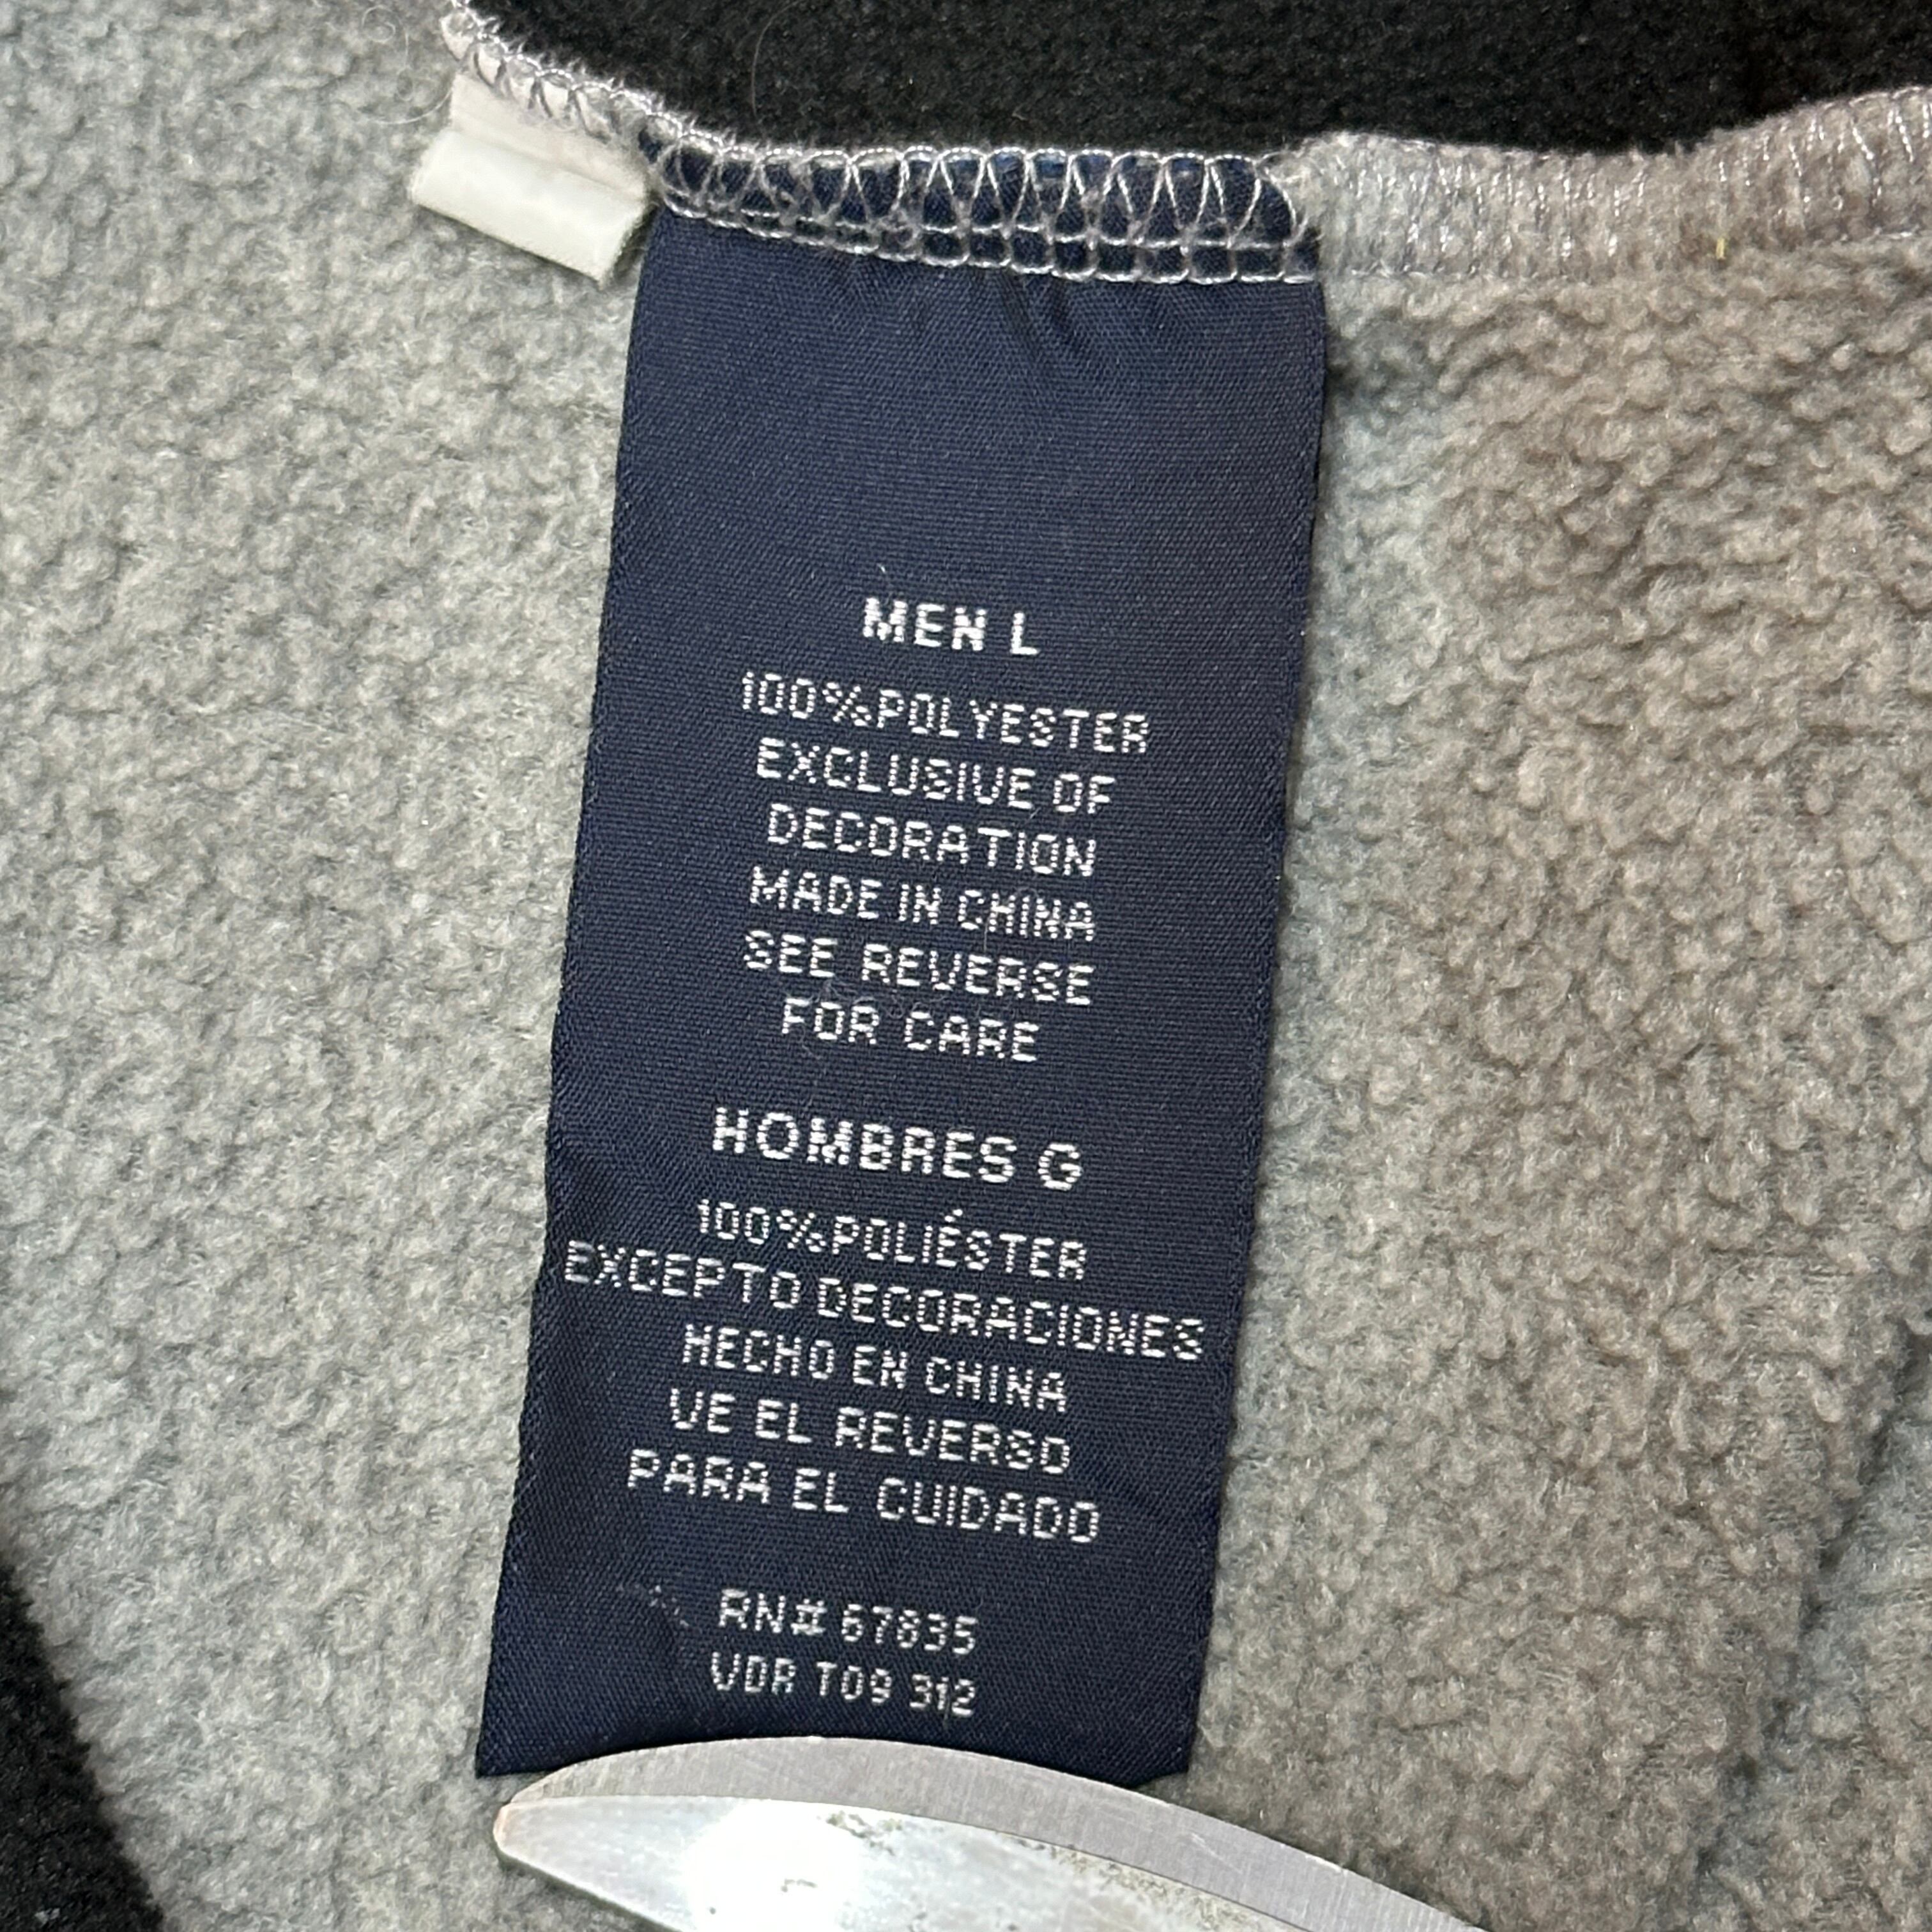 MEN L
100%POLYESTER
EXCLUSIVE OF
DECORATION
MADE IN CHINA
SEE REVERSE
FOR CARE
HOMBRES G
100%POLIÉSTER
EXCEPTO DECORACIONES
HECHO EN CHINA
VE EL REVERSO
PARA EL CUIDADO
RN# 67835
VDR T09 312